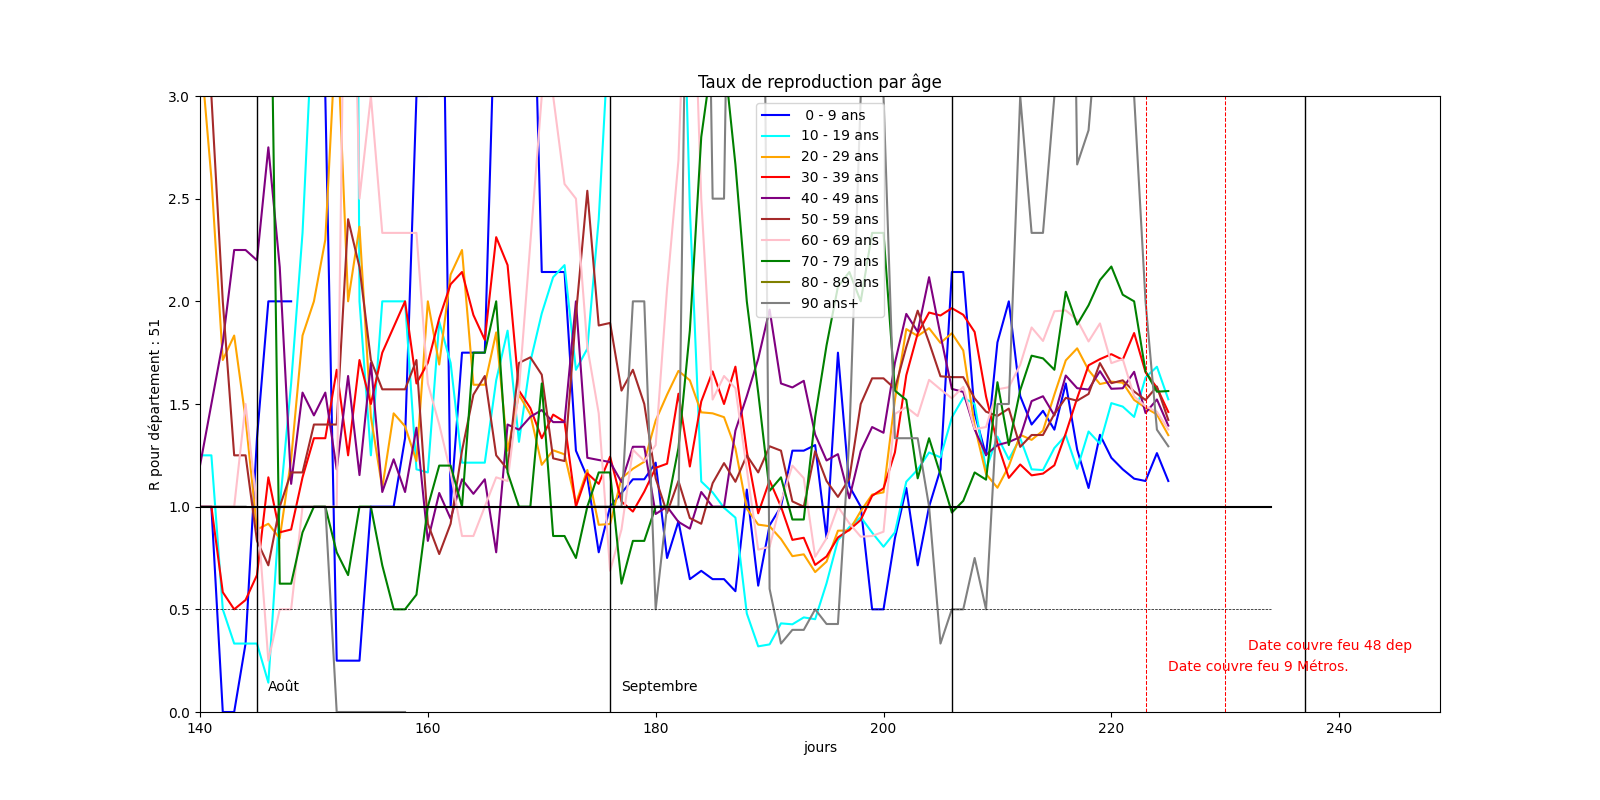 Taux de reproduction par âge
R pour département : 51
3.0
2.5
2.0
1.5
1.0
0.5
0.0
0 - 9 ans
10 - 19 ans
20 - 29 ans
30 - 39 ans
40 - 49 ans
50 - 59 ans
60 - 69 ans
70 - 79 ans
80 - 89 ans
90 ans+
Date couvre feu 48 dep
Date couvre feu 9 Métros.
Août
Septembre
140
160
180
200
220
240
jours